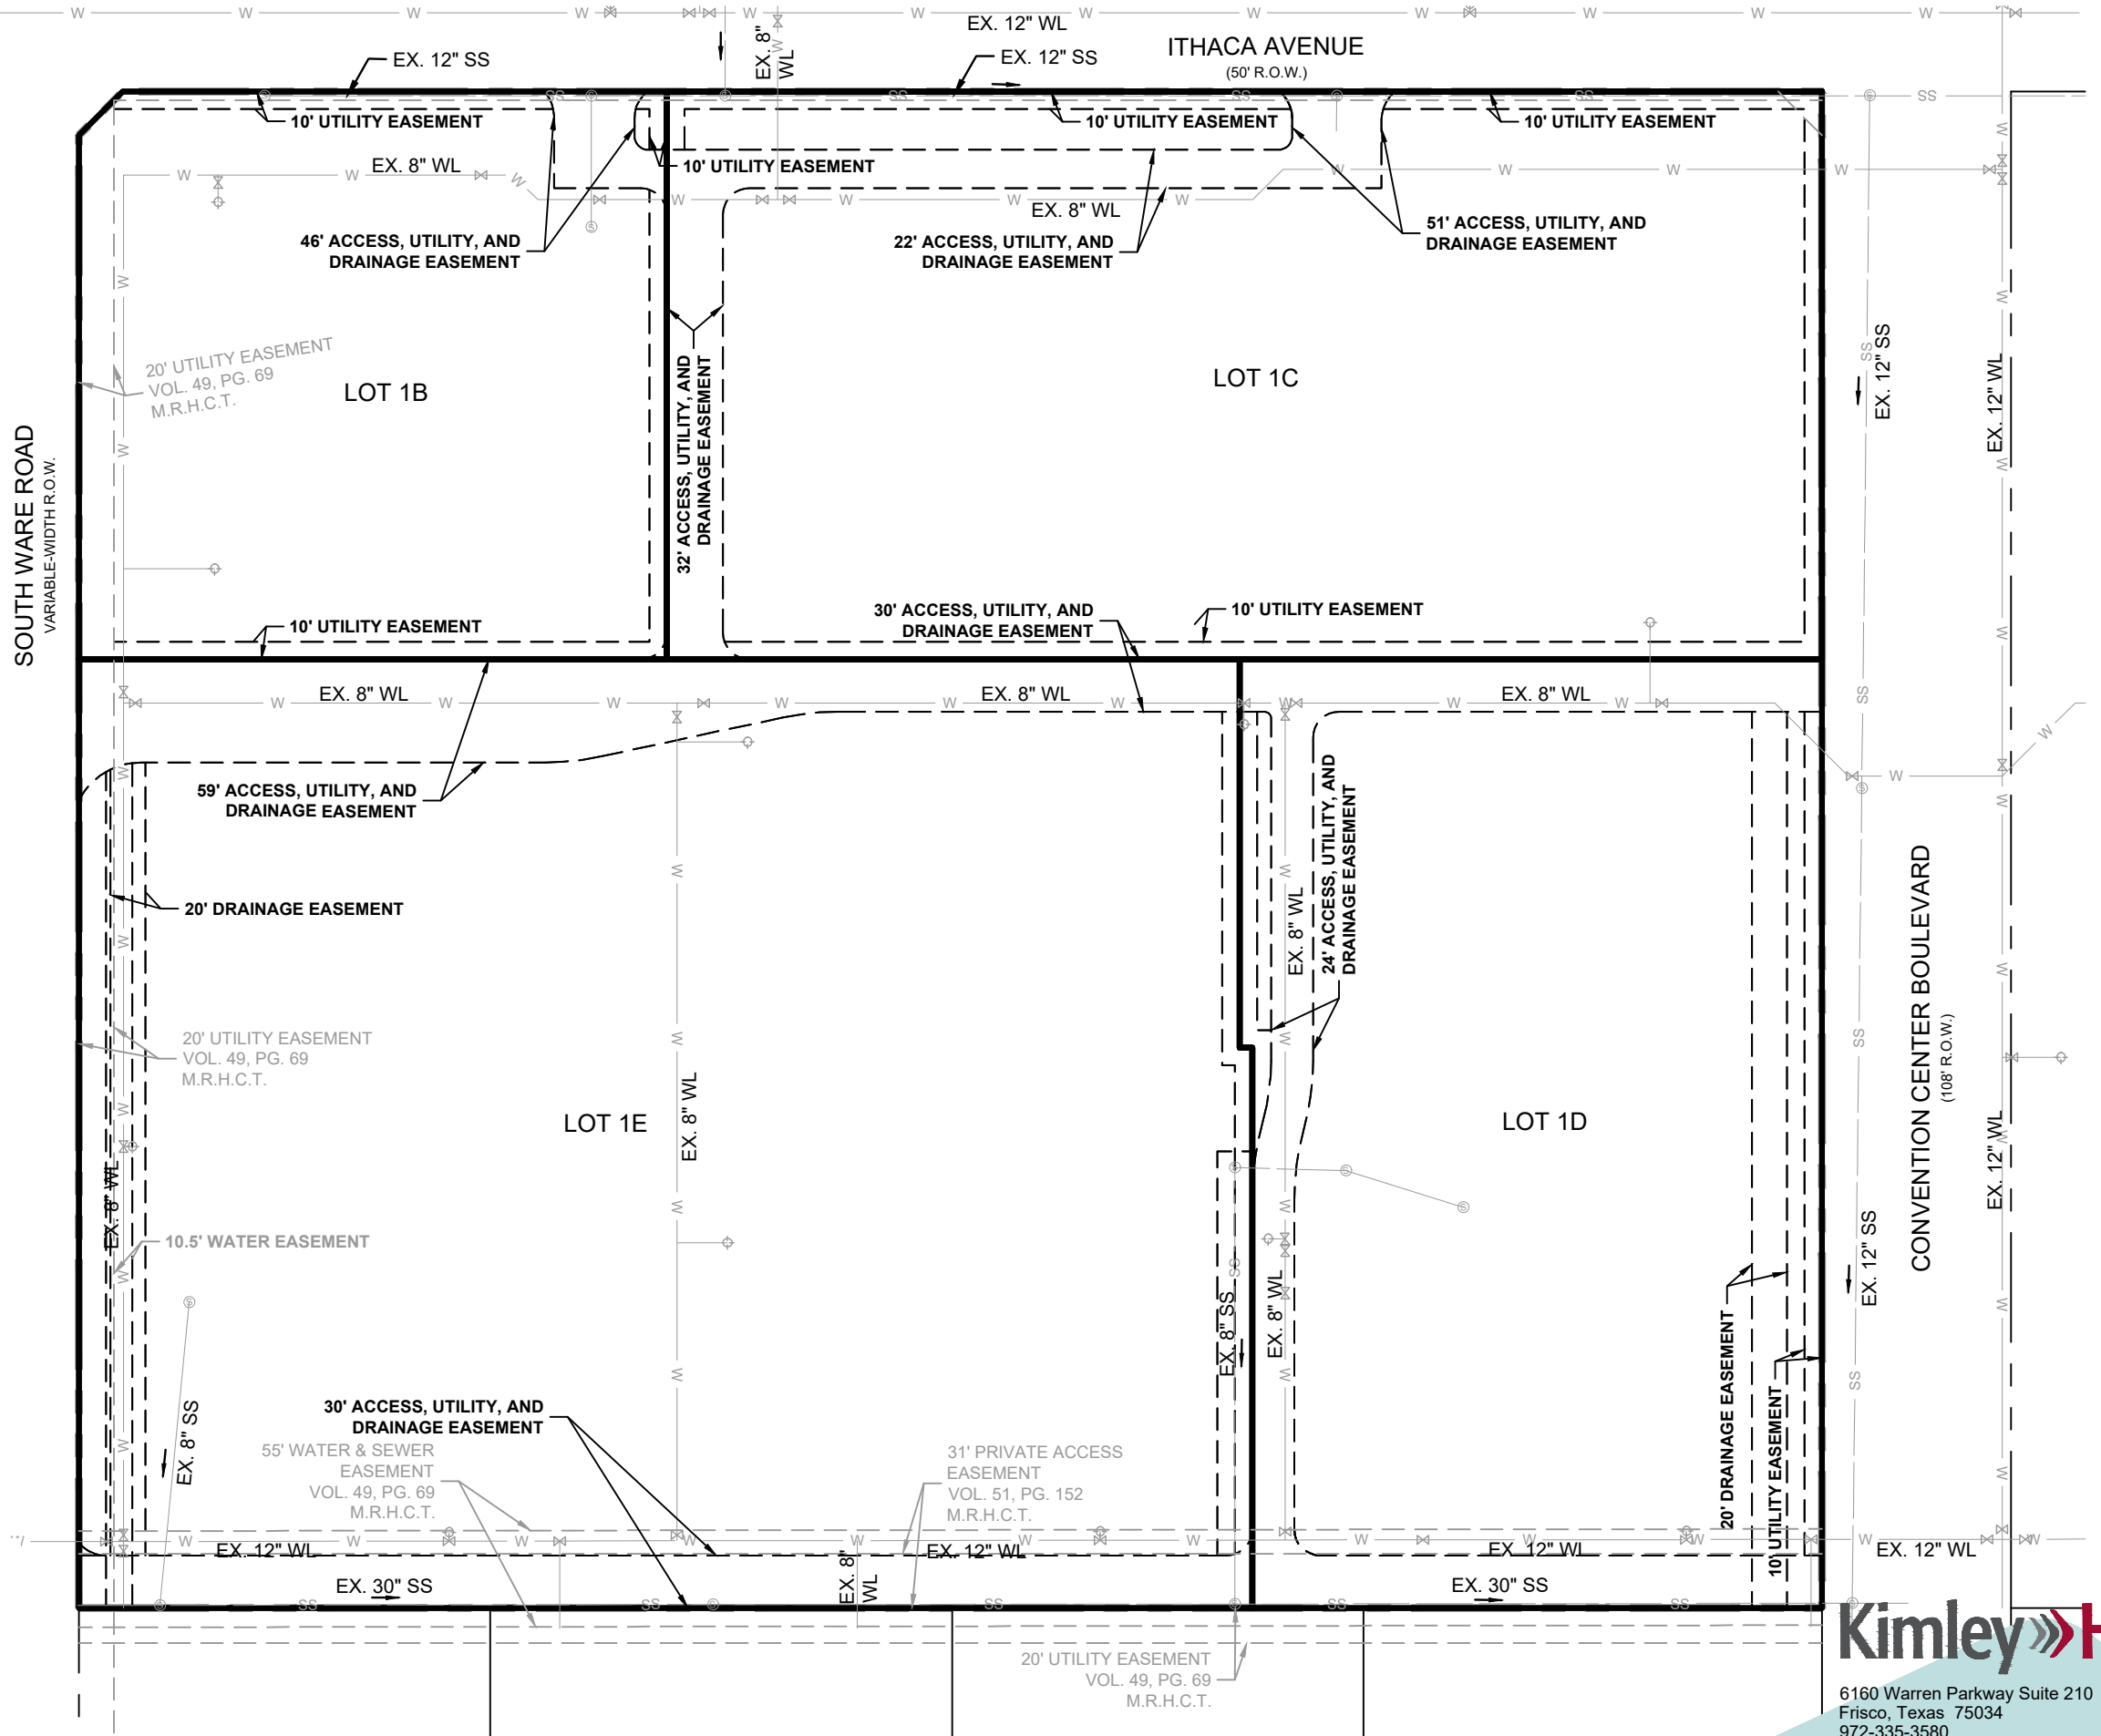 EX. 12" WL
ITHACA AVENUE
(50' R.O.W.)
EX. 12" SS
EX. 8"
WL
EX. 12" SS
10' UTILITY EASEMENT
10' UTILITY EASEMENT
10' UTILITY EASEMENT
EX. 8" WL
10' UTILITY EASEMENT
EX. 8" WL
46' ACCESS, UTILITY, AND
DRAINAGE EASEMENT
22' ACCESS, UTILITY, AND
DRAINAGE EASEMENT
51' ACCESS, UTILITY, AND
DRAINAGE EASEMENT
20' UTILITY EASEMENT
VOL. 49, PG. 69
M.R.H.C.T.
LOT 1B
32' ACCESS, UTILITY, AND
DRAINAGE EASEMENT
LOT 1C
EX. 12" SS
EX. 12" WL
SOUTH WARE ROAD
VARIABLE-WIDTH R.O.W.
10' UTILITY EASEMENT
30' ACCESS, UTILITY, AND
DRAINAGE EASEMENT
10' UTILITY EASEMENT
EX. 8" WL
EX. 8" WL
EX. 8" WL
59' ACCESS, UTILITY, AND
DRAINAGE EASEMENT
20' DRAINAGE EASEMENT
EX. 8" WL
24' ACCESS, UTILITY, AND
DRAINAGE EASEMENT
CONVENTION CENTER BOULEVARD
(108' R.O.W.)
20' UTILITY EASEMENT
VOL. 49, PG. 69
M.R.H.C.T.
LOT 1E
EX. 8" WL
LOT 1D
EX. 12" WL
EX. 8" WL
10.5' WATER EASEMENT
EX. 12" SS
EX. 8" SS
EX. 8" WL
20' DRAINAGE EASEMENT
10' UTILITY EASEMENT
EX. 8" SS
30' ACCESS, UTILITY, AND
DRAINAGE EASEMENT
55' WATER & SEWER
EASEMENT
VOL. 49, PG. 69
M.R.H.C.T.
31' PRIVATE ACCESS
EASEMENT
VOL. 51, PG. 152
M.R.H.C.T.
EX. 12" WL
EX. 8"
WL
EX. 12" WL
EX. 12" WL
EX. 12" WL
EX. 30" SS
EX. 30" SS
20' UTILITY EASEMENT
VOL. 49, PG. 69
M.R.H.C.T.
Kimley»H
6160 Warren Parkway Suite 210
Frisco, Texas 75034
972-335-3580